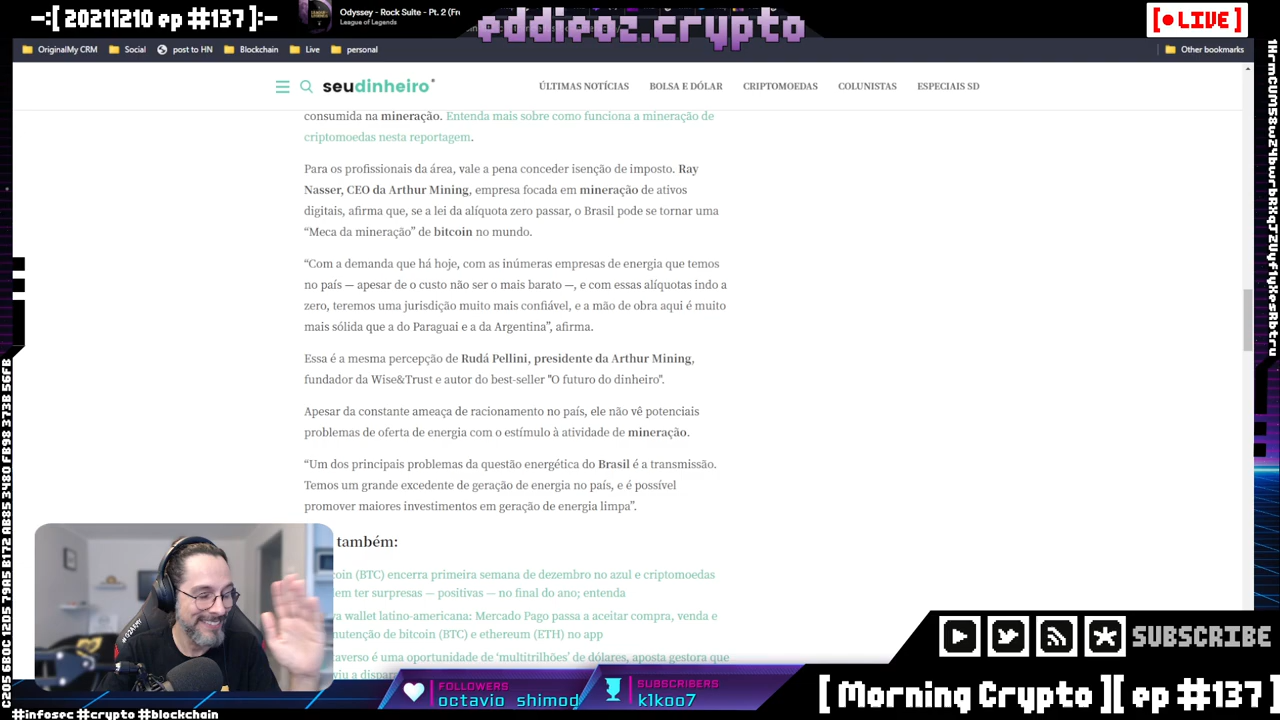 -:[ 20211210 ep #137 ]:-
Odyssey - Rock Suite - Pt. 2 (Fr
League of Legends
eddieoz.crypto
[●LIVE]
OriginalMy CRM
Social
post to HN
Blockchain
Live
personal
Other bookmarks
seudinheiro
ÚLTIMAS NOTÍCIAS
BOLSA E DÓLAR
CRIPTOMOEDAS
COLUNISTAS
ESPECIAIS SD
consumida na mineração. Entenda mais sobre como funciona a mineração de
criptomoedas nesta reportagem.
Para os profissionais da área, vale a pena conceder isenção de imposto. Ray
Nasser, CEO da Arthur Mining, empresa focada em mineração de ativos
digitais, afirma que, se a lei da alíquota zero passar, o Brasil pode se tornar uma
“Meca da mineração” de bitcoin no mundo.
“Com a demanda que há hoje, com as inúmeras empresas de energia que temos
no país — apesar de o custo não ser o mais barato —, e com essas alíquotas indo a
zero, teremos uma jurisdição muito mais confiável, e a mão de obra aqui é muito
mais sólida que a do Paraguai e a da Argentina”, afirma.
Essa é a mesma percepção de Rudá Pellini, presidente da Arthur Mining,
fundador da Wise&Trust e autor do best-seller "O futuro do dinheiro".
Apesar da constante ameaça de racionamento no país, ele não vê potenciais
problemas de oferta de energia com o estímulo à atividade de mineração.
“Um dos principais problemas da questão energética do Brasil é a transmissão.
Temos um grande excedente de geração de energia no país, e é possível
promover maiores investimentos em geração de energia limpa”.
também:
coin (BTC) encerra primeira semana de dezembro no azul e criptomoedas
em ter surpresas — positivas — no final do ano; entenda
va wallet latino-americana: Mercado Pago passa a aceitar compra, venda e
nutenção de bitcoin (BTC) e ethereum (ETH) no app
taverso é uma oportunidade de ‘multitrilhões’ de dólares, aposta gestora que
viu a dispar
SUBSCRIBE
FOLLOWERS
octavio_shimod
SUBSCRIBERS
k1koo7
[ Morning Crypto ][ ep #137 ]
#infosec #crypto #blockchain